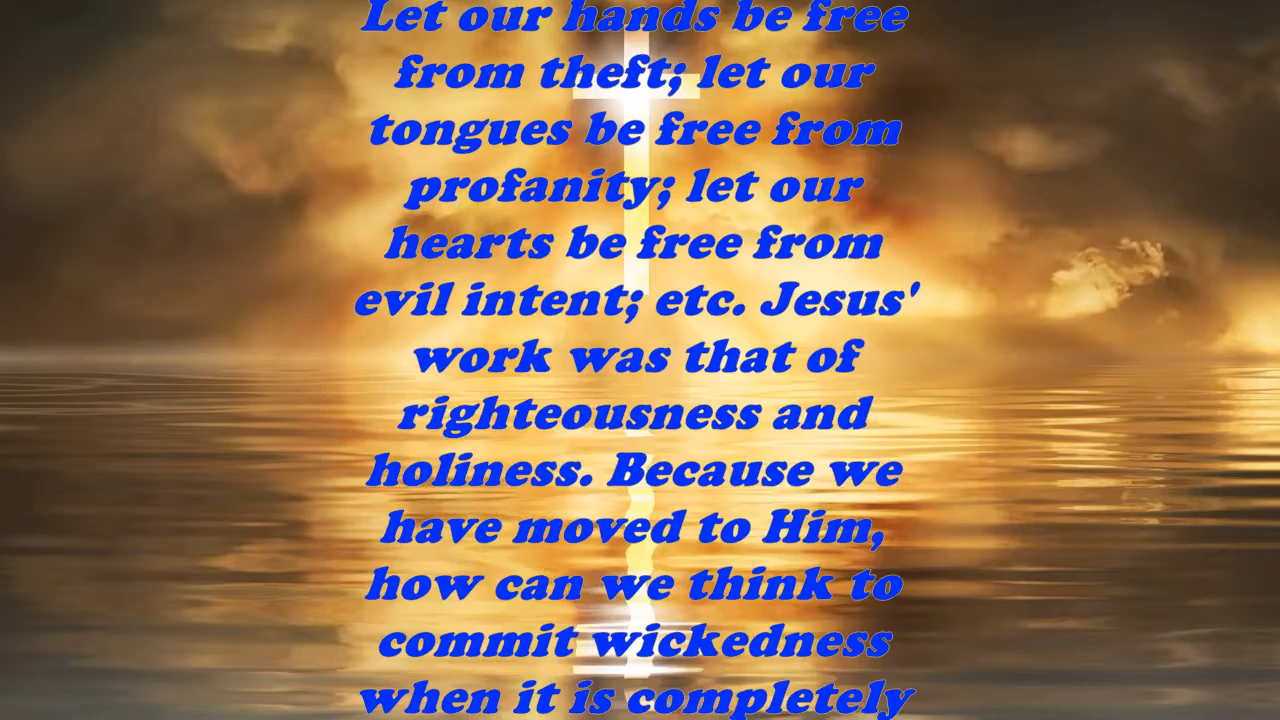 Let our hands be free
from theft; let our
tongues be free from
profanity; let our
hearts be free from
evil intent; etc. Jesus'
work was that of
righteousness and
holiness. Because we
have moved to Him,
how can we think to
commit wickedness
when it is completely